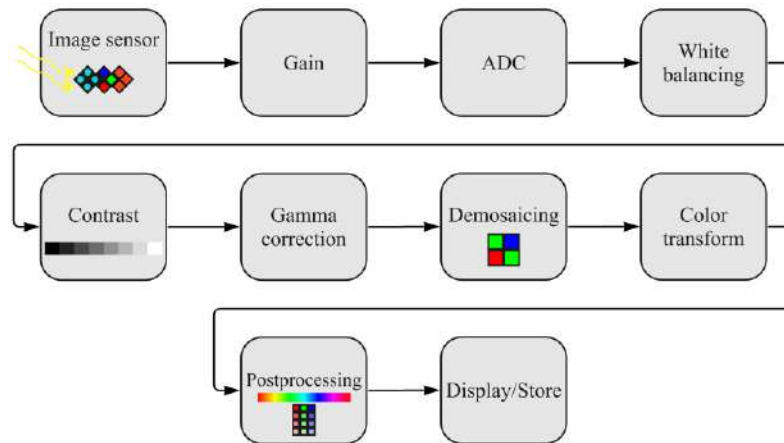 Image sensor
Gain
ADC
White
balancing
Contrast
Gamma
correction
Demosaicing
Color
transform
Postprocessing
Display/Store